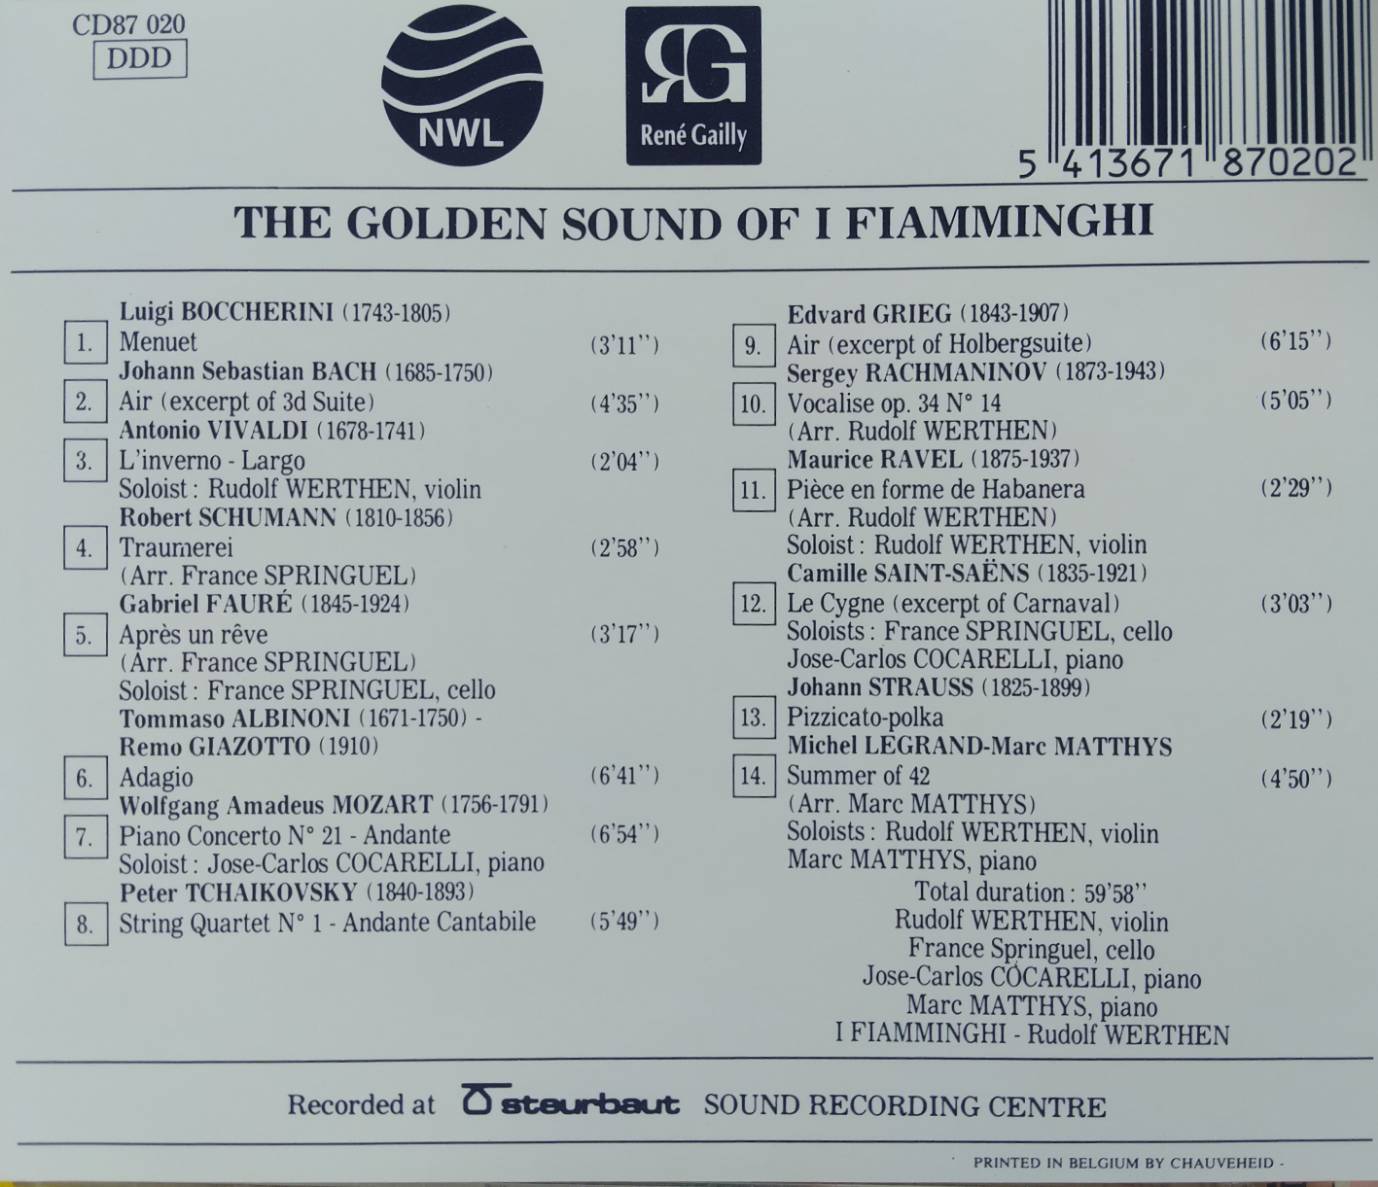 CD87 020
DDD
NWL
RG
René Gailly
5 413671 870202
THE GOLDEN SOUND OF I FIAMMINGHI
Luigi BOCCHERINI (1743-1805)
1. Menuet (3'11'')
Johann Sebastian BACH (1685-1750)
2. Air (excerpt of 3d Suite) (4'35'')
Antonio VIVALDI (1678-1741)
3. L'inverno - Largo (2'04'')
Soloist : Rudolf WERTHEN, violin
Robert SCHUMANN (1810-1856)
4. Traumerei (2'58'')
(Arr. France SPRINGUEL)
Gabriel FAURÉ (1845-1924)
5. Après un rêve (3'17'')
(Arr. France SPRINGUEL)
Soloist : France SPRINGUEL, cello
Tommaso ALBINONI (1671-1750) -
Remo GIAZOTTO (1910)
6. Adagio (6'41'')
Wolfgang Amadeus MOZART (1756-1791)
7. Piano Concerto N° 21 - Andante (6'54'')
Soloist : Jose-Carlos COCARELLI, piano
Peter TCHAIKOVSKY (1840-1893)
8. String Quartet N° 1 - Andante Cantabile (5'49'')
Edvard GRIEG (1843-1907)
9. Air (excerpt of Holbergsuite) (6'15'')
Sergey RACHMANINOV (1873-1943)
10. Vocalise op. 34 N° 14 (5'05'')
(Arr. Rudolf WERTHEN)
Maurice RAVEL (1875-1937)
11. Pièce en forme de Habanera (2'29'')
(Arr. Rudolf WERTHEN)
Soloist : Rudolf WERTHEN, violin
Camille SAINT-SAËNS (1835-1921)
12. Le Cygne (excerpt of Carnaval) (3'03'')
Soloists : France SPRINGUEL, cello
Jose-Carlos COCARELLI, piano
Johann STRAUSS (1825-1899)
13. Pizzicato-polka (2'19'')
Michel LEGRAND-Marc MATTHYS
14. Summer of 42 (4'50'')
(Arr. Marc MATTHYS)
Soloists : Rudolf WERTHEN, violin
Marc MATTHYS, piano
Total duration : 59'58''
Rudolf WERTHEN, violin
France Springuel, cello
Jose-Carlos COCARELLI, piano
Marc MATTHYS, piano
I FIAMMINGHI - Rudolf WERTHEN
Recorded at steurbaut SOUND RECORDING CENTRE
PRINTED IN BELGIUM BY CHAUVEHEID -